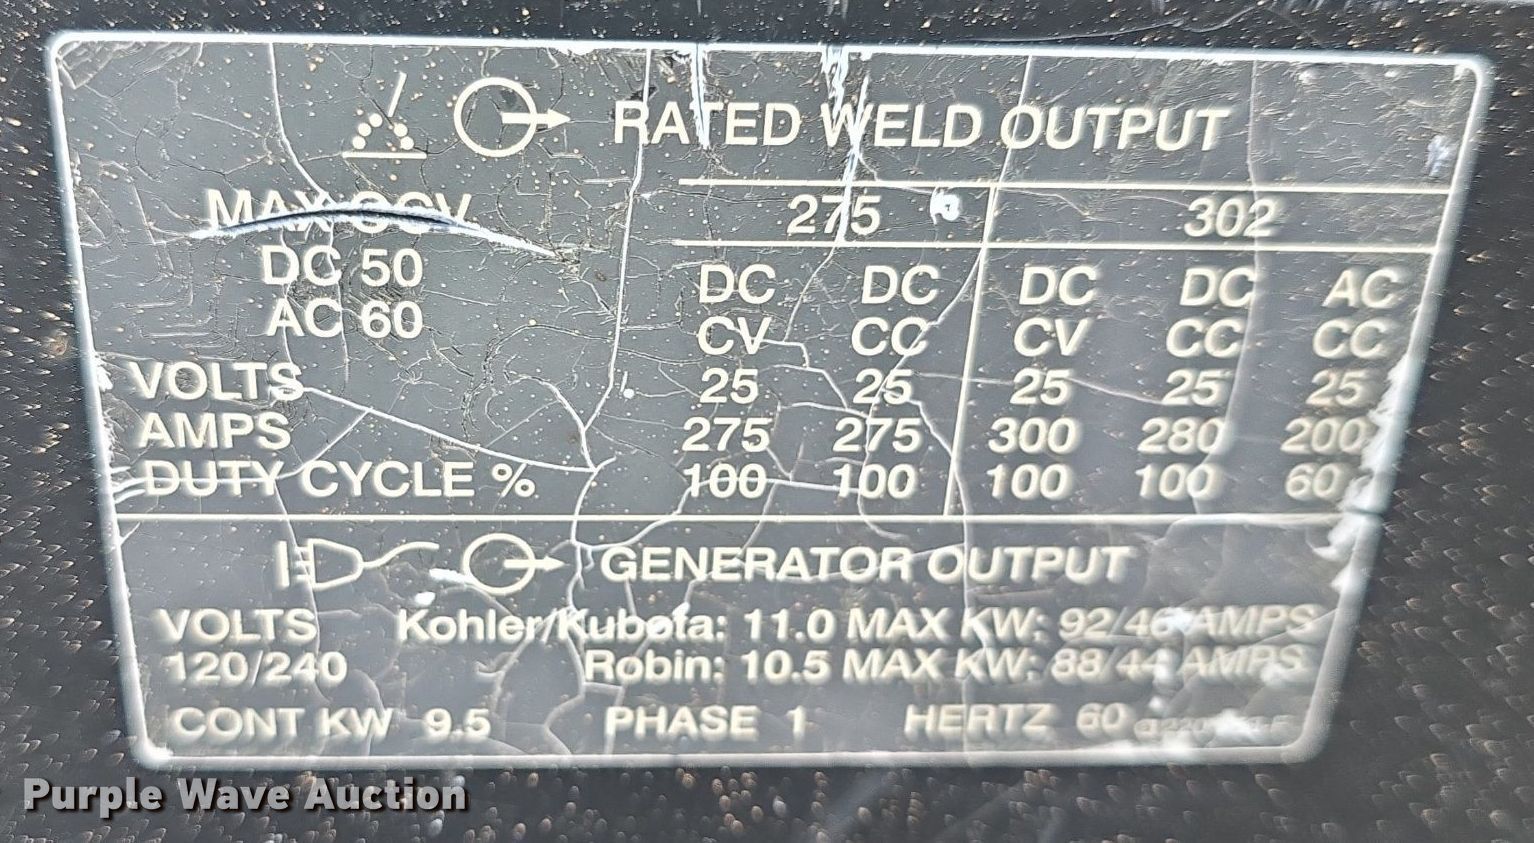 RATED WELD OUTPUT
275 302
MAX OCV
DC 50
AC 60
DC DC DC DC AC
CV CC CV CC CC
VOLTS 25 25 25 25 25
AMPS 275 275 300 280 200
DUTY CYCLE % 100 100 100 100 60
GENERATOR OUTPUT
VOLTS Kohler/Kubota: 11.0 MAX KW: 92/46 AMPS
120/240 Robin: 10.5 MAX KW: 88/44 AMPS
CONT KW 9.5 PHASE 1 HERTZ 60
Purple Wave Auction